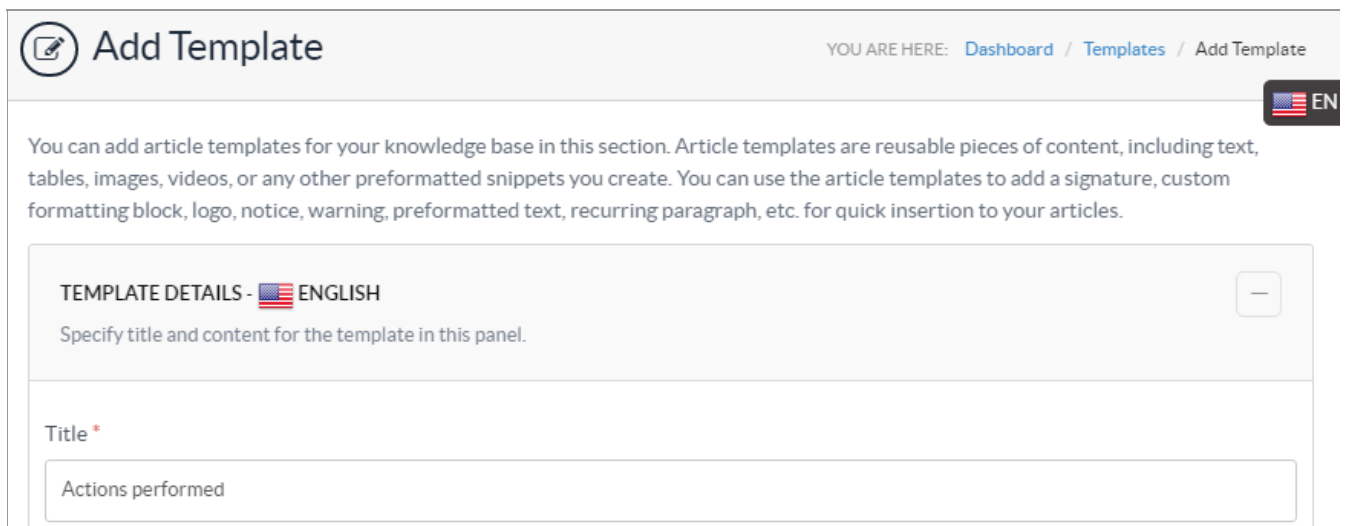 Add Template
YOU ARE HERE: Dashboard / Templates / Add Template
EN
You can add article templates for your knowledge base in this section. Article templates are reusable pieces of content, including text,
tables, images, videos, or any other preformatted snippets you create. You can use the article templates to add a signature, custom
formatting block, logo, notice, warning, preformatted text, recurring paragraph, etc. for quick insertion to your articles.
TEMPLATE DETAILS - ENGLISH
Specify title and content for the template in this panel.
Title *
Actions performed